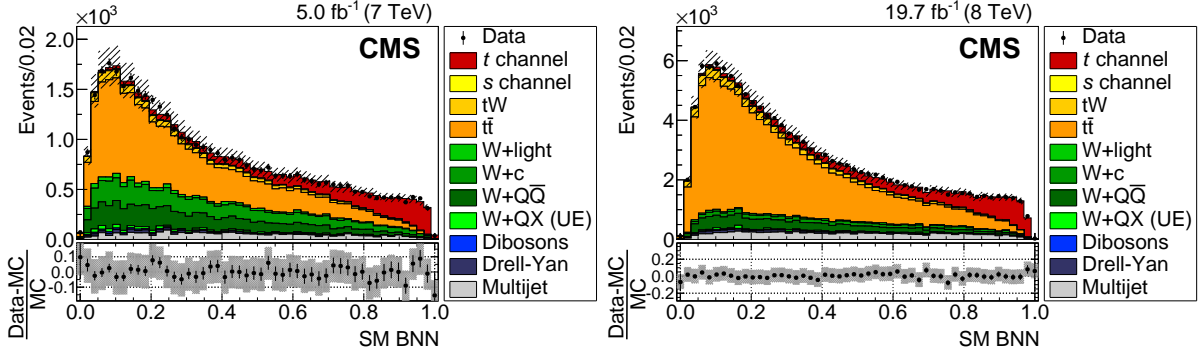 ×10³ 5.0 fb⁻¹ (7 TeV)
Events/0.02
2.0
1.5
1.0
0.5
0.0
CMS
Data
t channel
s channel
tW
tt̅
W+light
W+c
W+QQ̅
W+QX (UE)
Dibosons
Drell-Yan
Multijet
Data-MC
MC
0.1
0.0
-0.1
0.0 0.2 0.4 0.6 0.8 1.0
SM BNN
×10³ 19.7 fb⁻¹ (8 TeV)
Events/0.02
6
4
2
0
CMS
Data
t channel
s channel
tW
tt̅
W+light
W+c
W+QQ̅
W+QX (UE)
Dibosons
Drell-Yan
Multijet
Data-MC
MC
0.2
0.0
-0.2
0.0 0.2 0.4 0.6 0.8 1.0
SM BNN